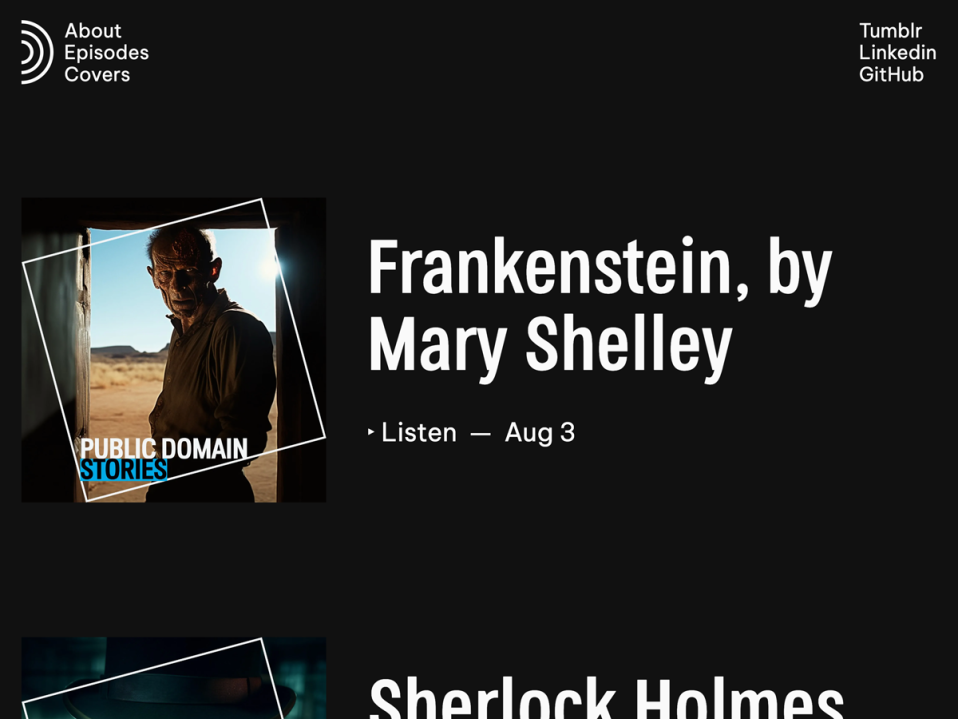 About
Episodes
Covers
Tumblr
Linkedin
GitHub
PUBLIC DOMAIN
STORIES
Frankenstein, by
Mary Shelley
Listen — Aug 3
Sherlock Holmes